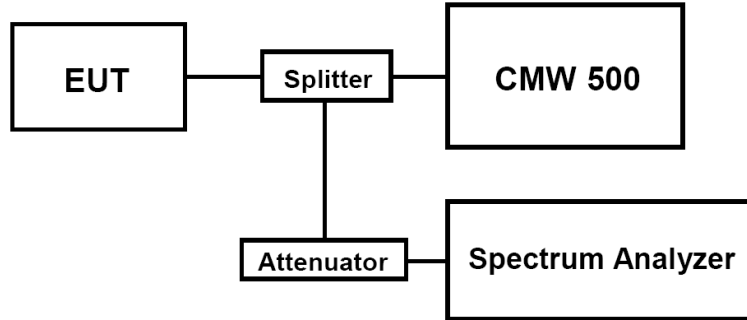 EUT
Splitter
CMW 500
Attenuator
Spectrum Analyzer